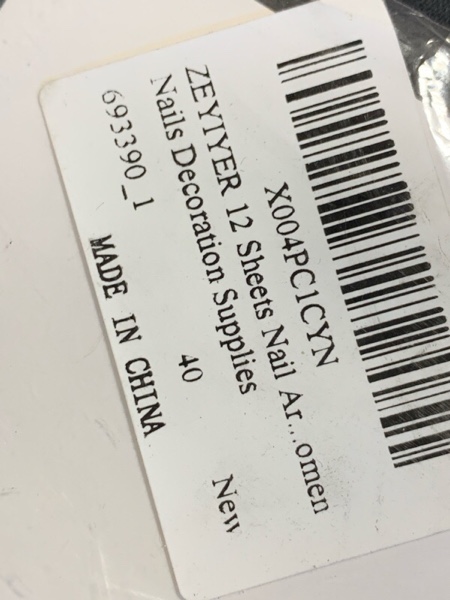 X004PC1CYN
ZEYIYER 12 Sheets Nail Ar...omen
Nails Decoration Supplies
New
693390_1
40
MADE IN CHINA